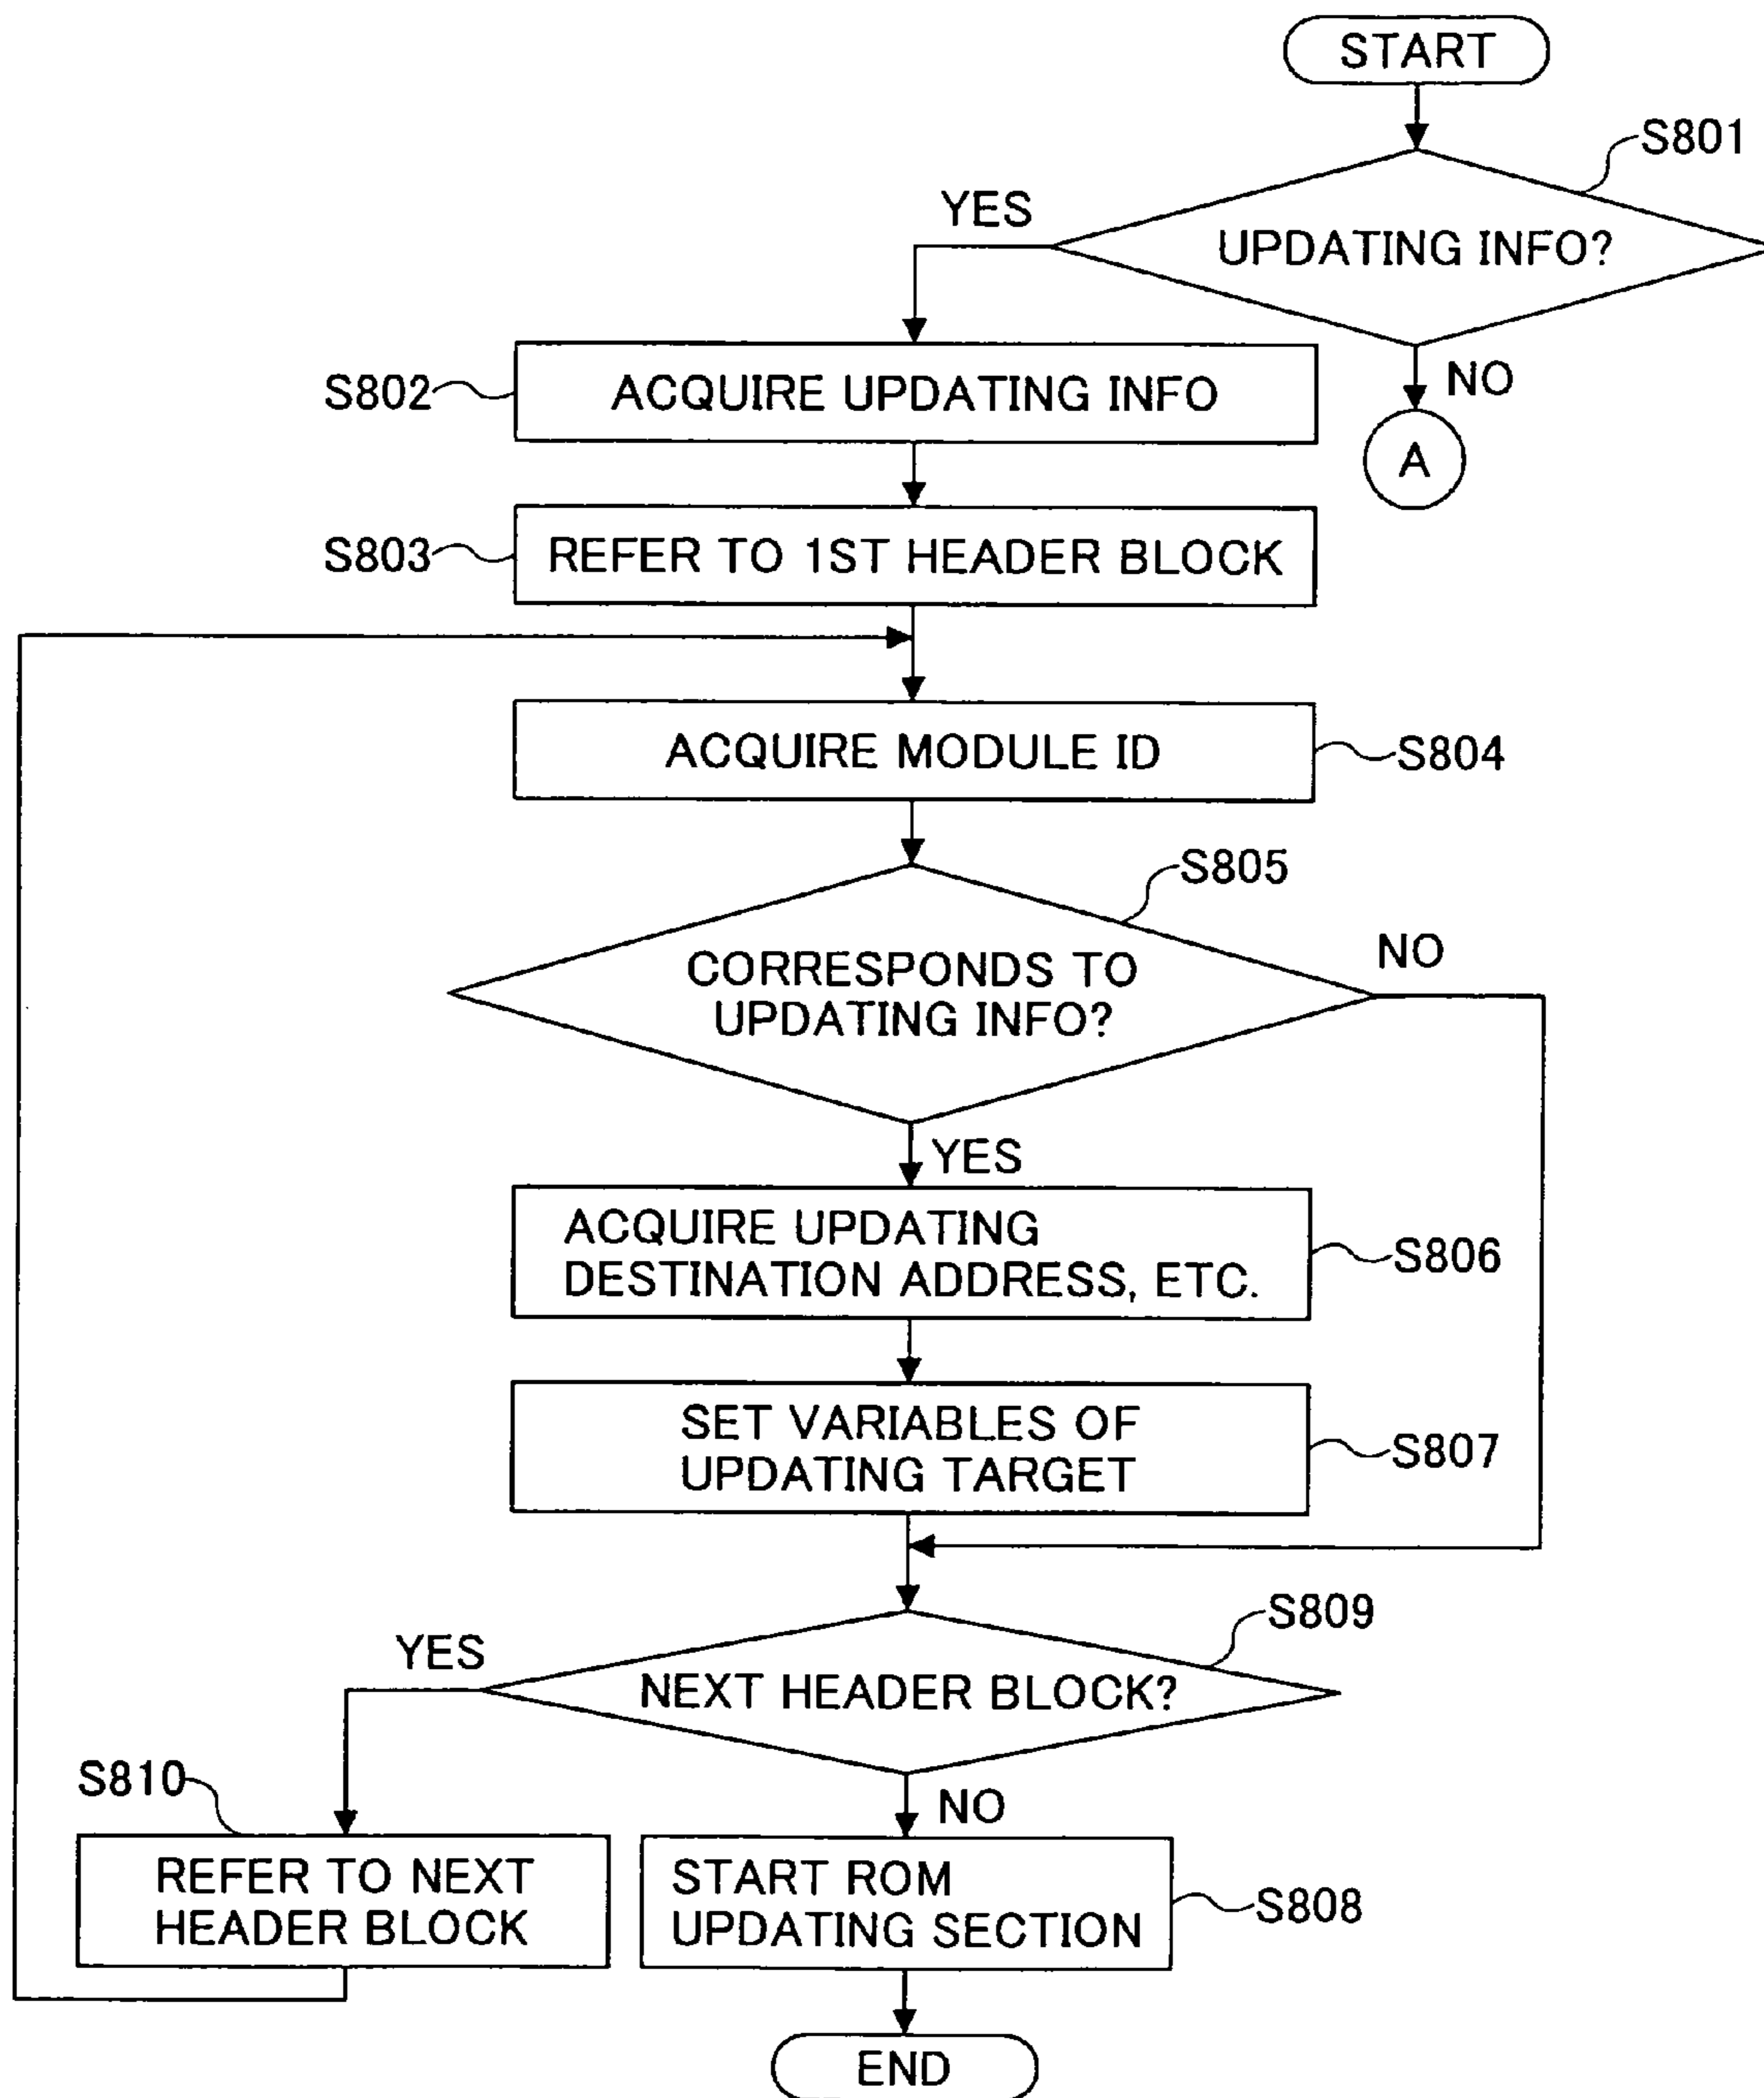 START
S801
YES
UPDATING INFO?
S802
ACQUIRE UPDATING INFO
NO
A
S803
REFER TO 1ST HEADER BLOCK
ACQUIRE MODULE ID
S804
S805
CORRESPONDS TO
UPDATING INFO?
NO
YES
ACQUIRE UPDATING
DESTINATION ADDRESS, ETC.
S806
SET VARIABLES OF
UPDATING TARGET
S807
S809
YES
NEXT HEADER BLOCK?
S810
NO
REFER TO NEXT
HEADER BLOCK
START ROM
UPDATING SECTION
S808
END